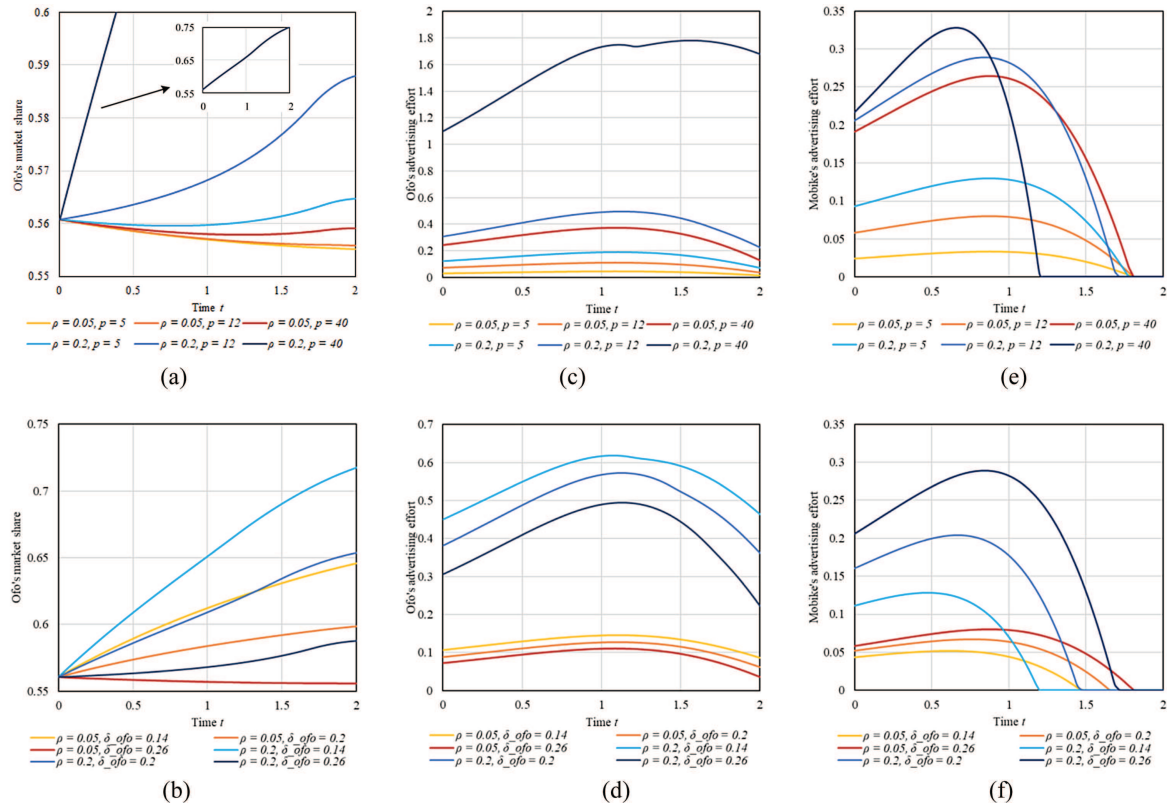 0.6
0.59
0.58
0.57
0.56
0.55
Ofo's market share
0.75
0.65
0.55
0 1 2
0 0.5 1 1.5 2
Time t
ρ = 0.05, p = 5 ρ = 0.05, p = 12 ρ = 0.05, p = 40
ρ = 0.2, p = 5 ρ = 0.2, p = 12 ρ = 0.2, p = 40
(a)
2
1.8
1.6
1.4
1.2
1
0.8
0.6
0.4
0.2
0
Ofo's advertising effort
0 0.5 1 1.5 2
Time t
ρ = 0.05, p = 5 ρ = 0.05, p = 12 ρ = 0.05, p = 40
ρ = 0.2, p = 5 ρ = 0.2, p = 12 ρ = 0.2, p = 40
(c)
0.35
0.3
0.25
0.2
0.15
0.1
0.05
0
Mobike's advertising effort
0 0.5 1 1.5 2
Time t
ρ = 0.05, p = 5 ρ = 0.05, p = 12 ρ = 0.05, p = 40
ρ = 0.2, p = 5 ρ = 0.2, p = 12 ρ = 0.2, p = 40
(e)
0.75
0.7
0.65
0.6
0.55
Ofo's market share
0 0.5 1 1.5 2
Time t
ρ = 0.05, δ_ofo = 0.14 ρ = 0.05, δ_ofo = 0.2
ρ = 0.05, δ_ofo = 0.26 ρ = 0.2, δ_ofo = 0.14
ρ = 0.2, δ_ofo = 0.2 ρ = 0.2, δ_ofo = 0.26
(b)
0.7
0.6
0.5
0.4
0.3
0.2
0.1
0
Ofo's advertising effort
0 0.5 1 1.5 2
Time t
ρ = 0.05, δ_ofo = 0.14 ρ = 0.05, δ_ofo = 0.2
ρ = 0.05, δ_ofo = 0.26 ρ = 0.2, δ_ofo = 0.14
ρ = 0.2, δ_ofo = 0.2 ρ = 0.2, δ_ofo = 0.26
(d)
0.35
0.3
0.25
0.2
0.15
0.1
0.05
0
Mobike's advertising effort
0 0.5 1 1.5 2
Time t
ρ = 0.05, δ_ofo = 0.14 ρ = 0.05, δ_ofo = 0.2
ρ = 0.05, δ_ofo = 0.26 ρ = 0.2, δ_ofo = 0.14
ρ = 0.2, δ_ofo = 0.2 ρ = 0.2, δ_ofo = 0.26
(f)